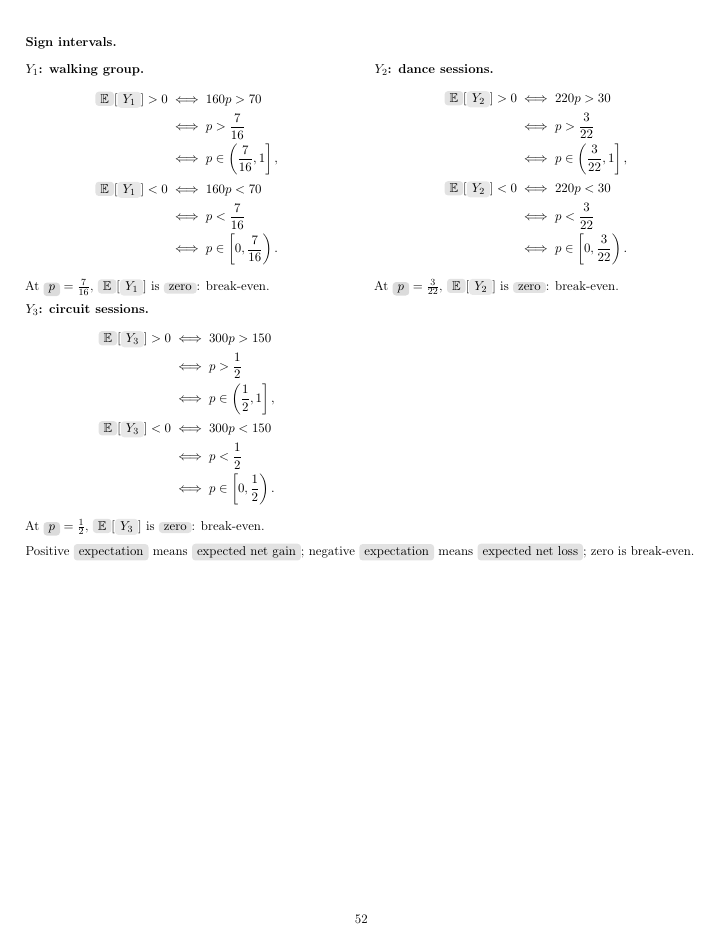 Sign intervals.
Y₁: walking group.
𝔼 [ Y₁ ] > 0 ⟺ 160p > 70
⟺ p > 7/16
⟺ p ∈ (7/16, 1],
𝔼 [ Y₁ ] < 0 ⟺ 160p < 70
⟺ p < 7/16
⟺ p ∈ [0, 7/16).
At p = 7/16, 𝔼 [ Y₁ ] is zero : break-even.
Y₂: dance sessions.
𝔼 [ Y₂ ] > 0 ⟺ 220p > 30
⟺ p > 3/22
⟺ p ∈ (3/22, 1],
𝔼 [ Y₂ ] < 0 ⟺ 220p < 30
⟺ p < 3/22
⟺ p ∈ [0, 3/22).
At p = 3/22, 𝔼 [ Y₂ ] is zero : break-even.
Y₃: circuit sessions.
𝔼 [ Y₃ ] > 0 ⟺ 300p > 150
⟺ p > 1/2
⟺ p ∈ (1/2, 1],
𝔼 [ Y₃ ] < 0 ⟺ 300p < 150
⟺ p < 1/2
⟺ p ∈ [0, 1/2).
At p = 1/2, 𝔼 [ Y₃ ] is zero : break-even.
Positive expectation means expected net gain ; negative expectation means expected net loss ; zero is break-even.
52